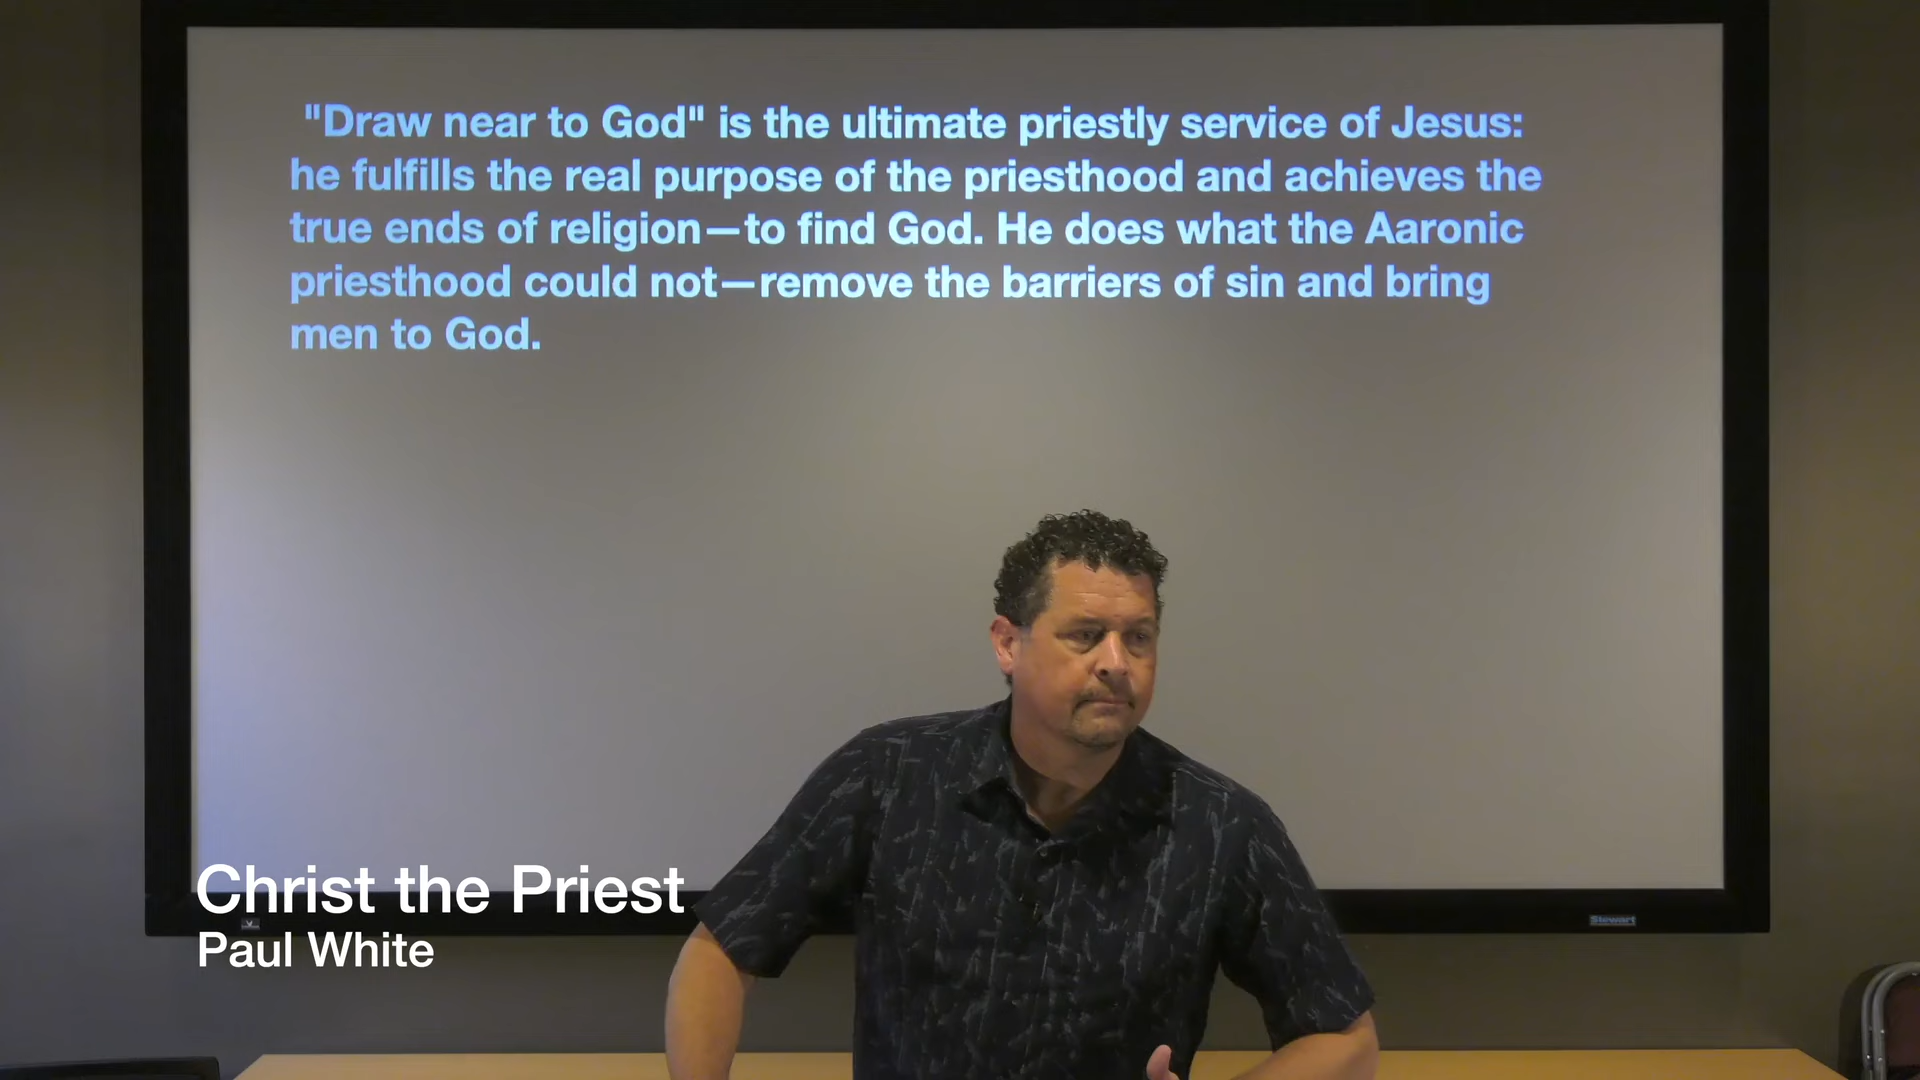 "Draw near to God" is the ultimate priestly service of Jesus:
he fulfills the real purpose of the priesthood and achieves the
true ends of religion—to find God. He does what the Aaronic
priesthood could not—remove the barriers of sin and bring
men to God.
Christ the Priest
Paul White
Stewart